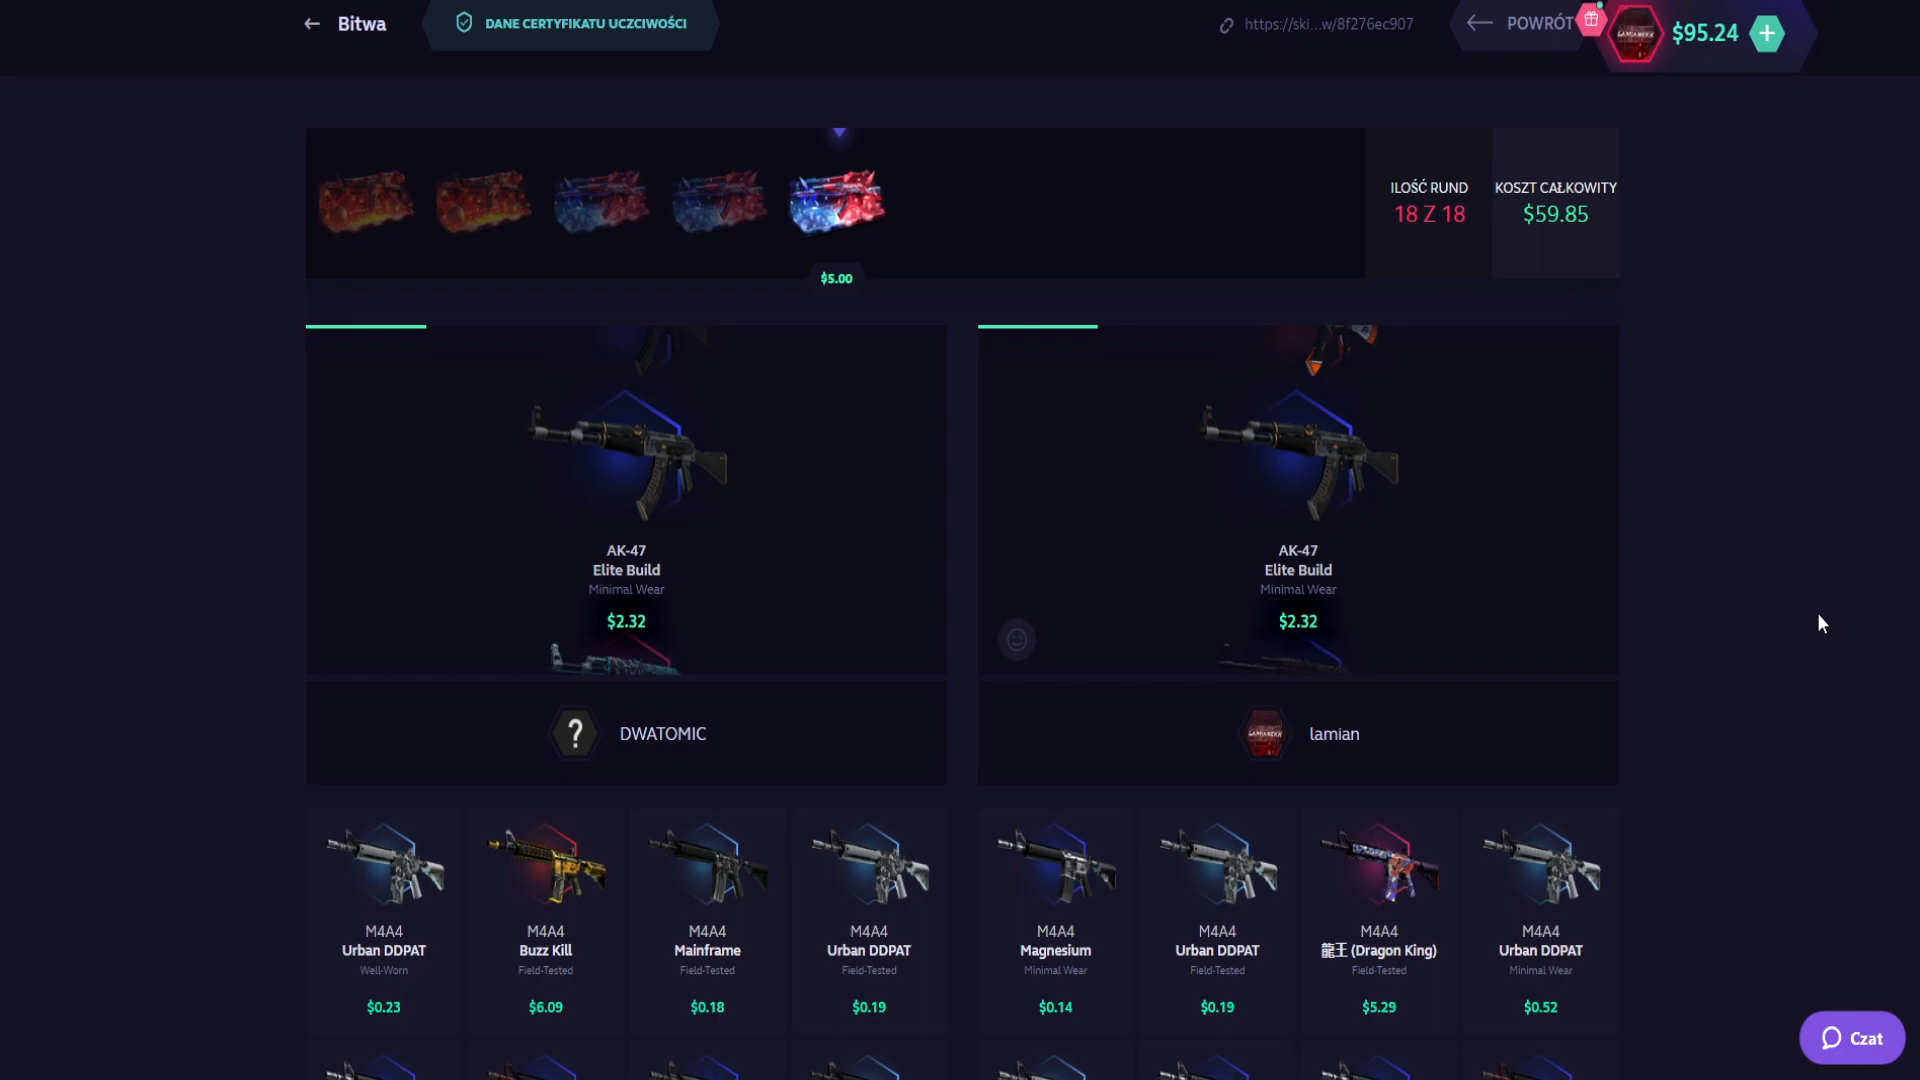 Bitwa
DANE CERTYFIKATU UCZCIWOŚCI
https://ski...w/8f276ec907
POWRÓT
LAMIANEKK
$95.24
ILOŚĆ RUND
18 Z 18
KOSZT CAŁKOWITY
$59.85
$5.00
AK-47
Elite Build
Minimal Wear
$2.32
AK-47
Elite Build
Minimal Wear
$2.32
?
DWATOMIC
LAMIANEKK
lamian
M4A4
Urban DDPAT
Well-Worn
$0.23
M4A4
Buzz Kill
Field-Tested
$6.09
M4A4
Mainframe
Field-Tested
$0.18
M4A4
Urban DDPAT
Field-Tested
$0.19
M4A4
Magnesium
Minimal Wear
$0.14
M4A4
Urban DDPAT
Field-Tested
$0.19
M4A4
龍王 (Dragon King)
Field-Tested
$5.29
M4A4
Urban DDPAT
Minimal Wear
$0.52
Czat